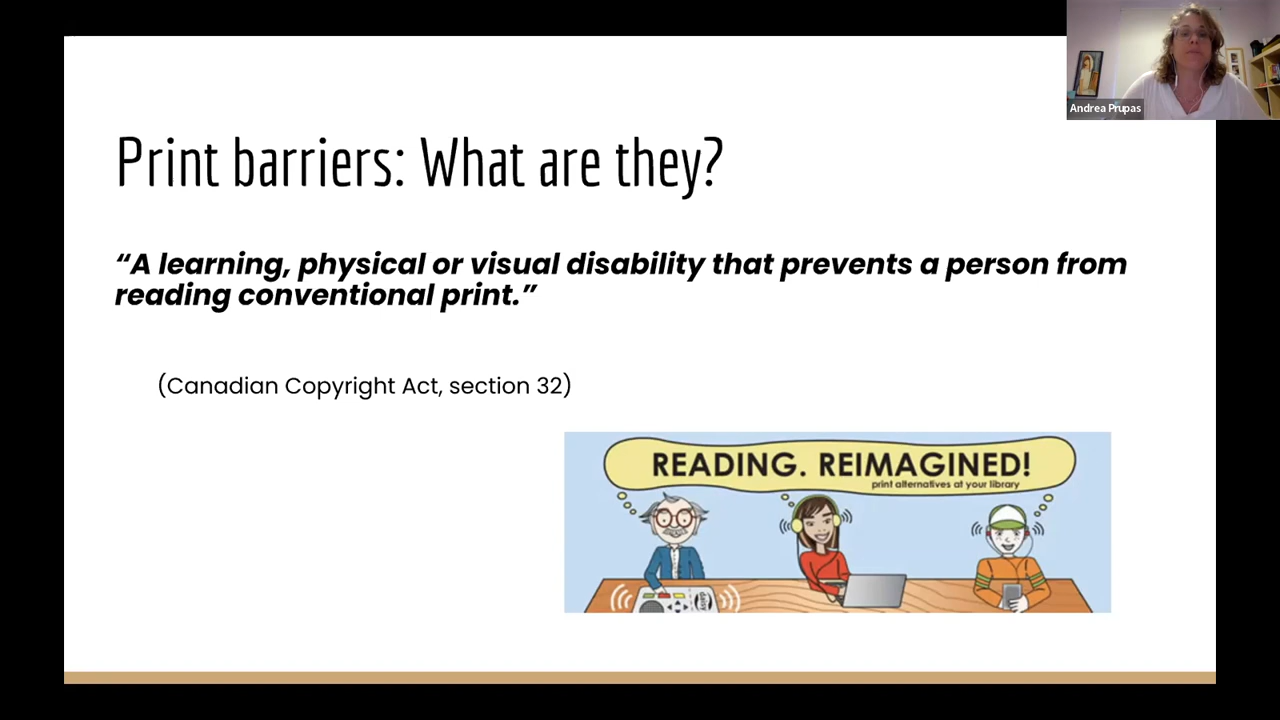 Andrea Prupas
Print barriers: What are they?
“A learning, physical or visual disability that prevents a person from
reading conventional print.”
(Canadian Copyright Act, section 32)
READING. REIMAGINED!
print alternatives at your library
daisy